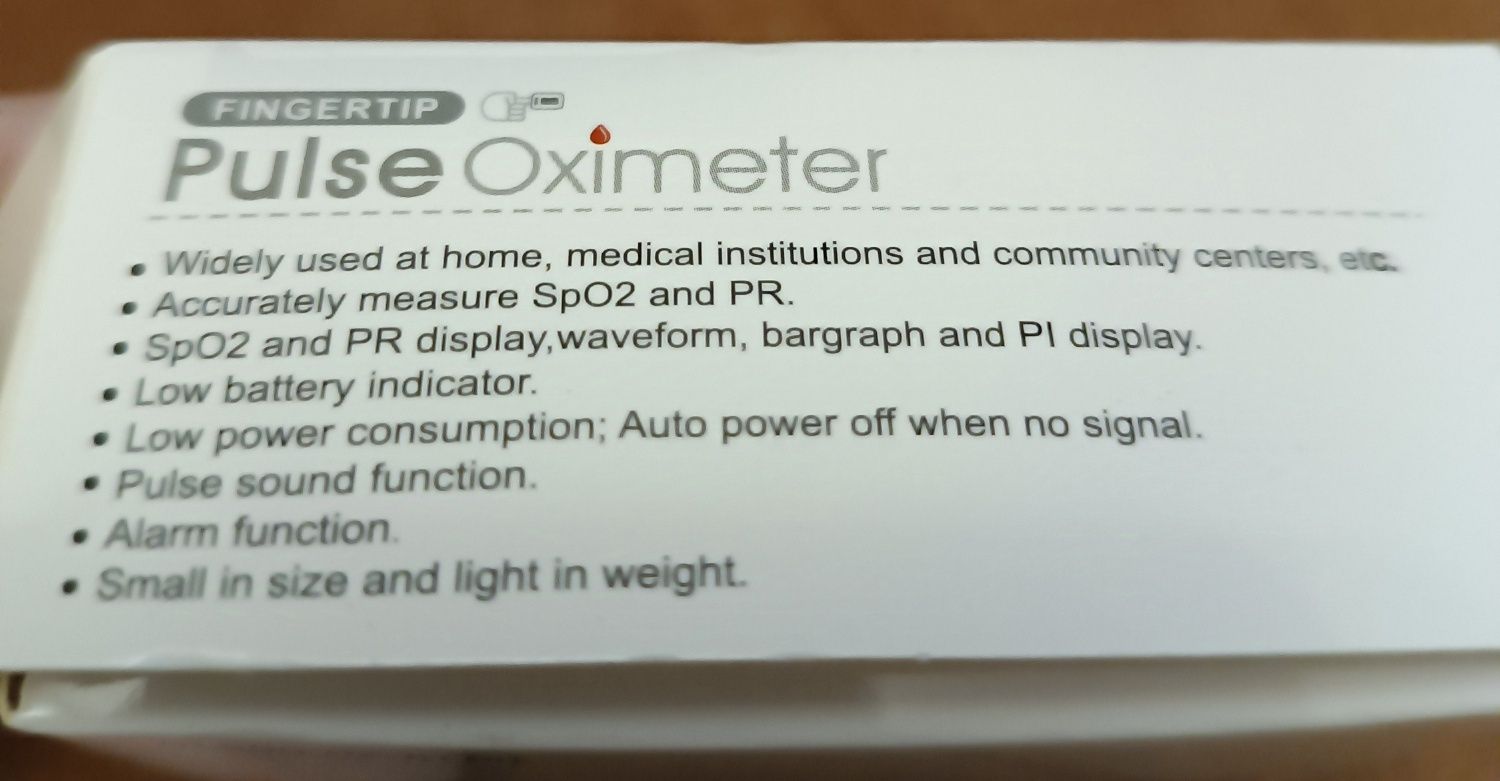 FINGERTIP
Pulse Oximeter
• Widely used at home, medical institutions and community centers, etc.
• Accurately measure SpO2 and PR.
• SpO2 and PR display,waveform, bargraph and PI display.
• Low battery indicator.
• Low power consumption; Auto power off when no signal.
• Pulse sound function.
• Alarm function.
• Small in size and light in weight.